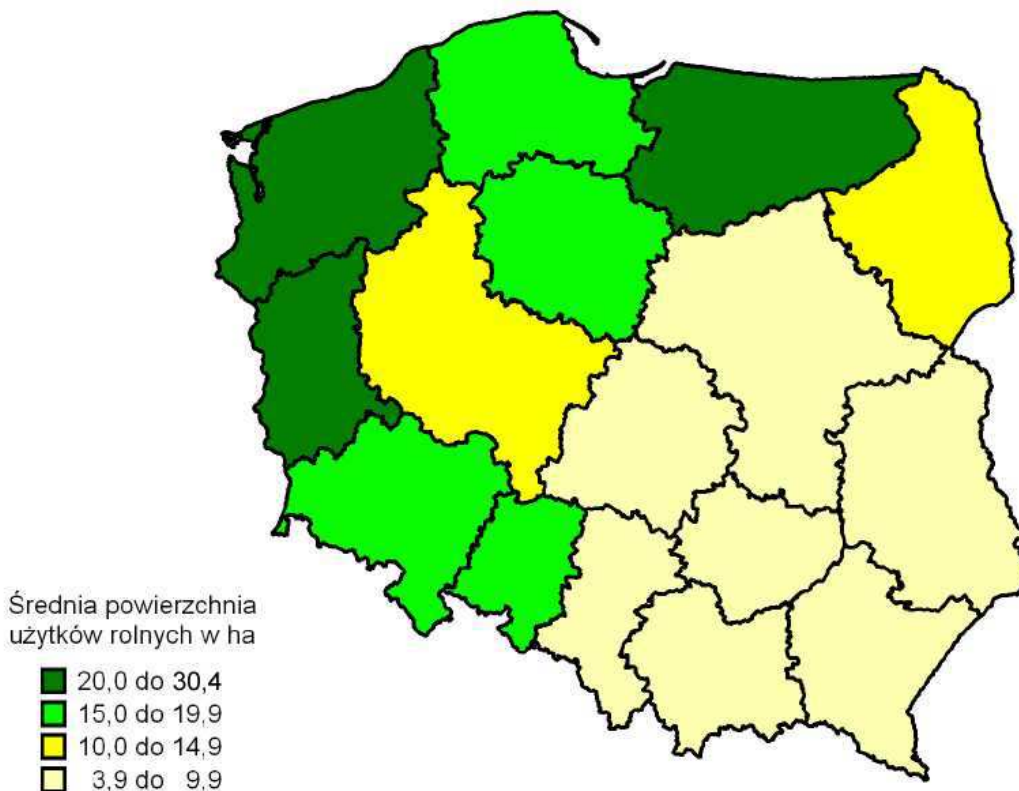 Średnia powierzchnia
użytków rolnych w ha
20,0 do 30,4
15,0 do 19,9
10,0 do 14,9
3,9 do 9,9